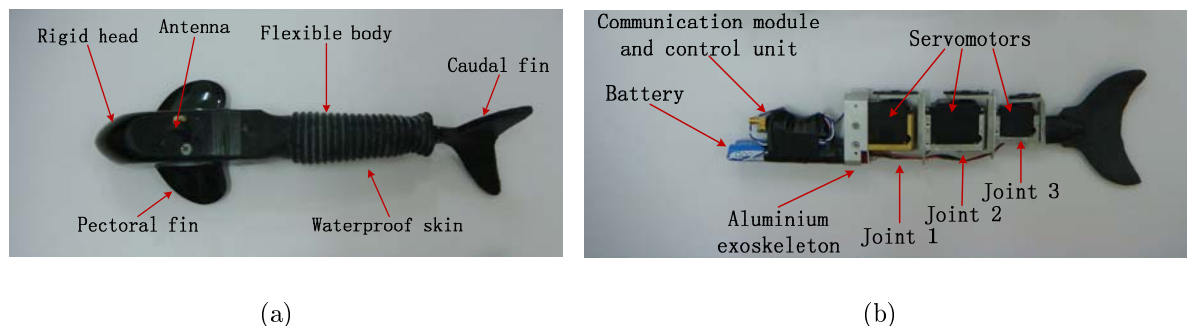 Rigid head
Antenna
Flexible body
Caudal fin
Pectoral fin
Waterproof skin
(a)
Communication module
and control unit
Servomotors
Battery
Aluminium
exoskeleton
Joint 1
Joint 2
Joint 3
(b)